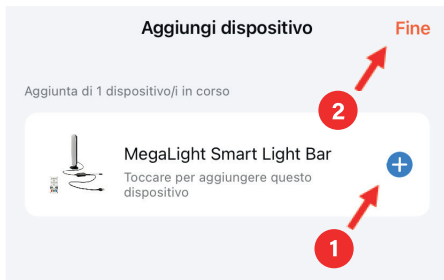 Aggiungi dispositivo
Fine
Aggiunta di 1 dispositivo/i in corso
2
MegaLight Smart Light Bar
Toccare per aggiungere questo
dispositivo
1